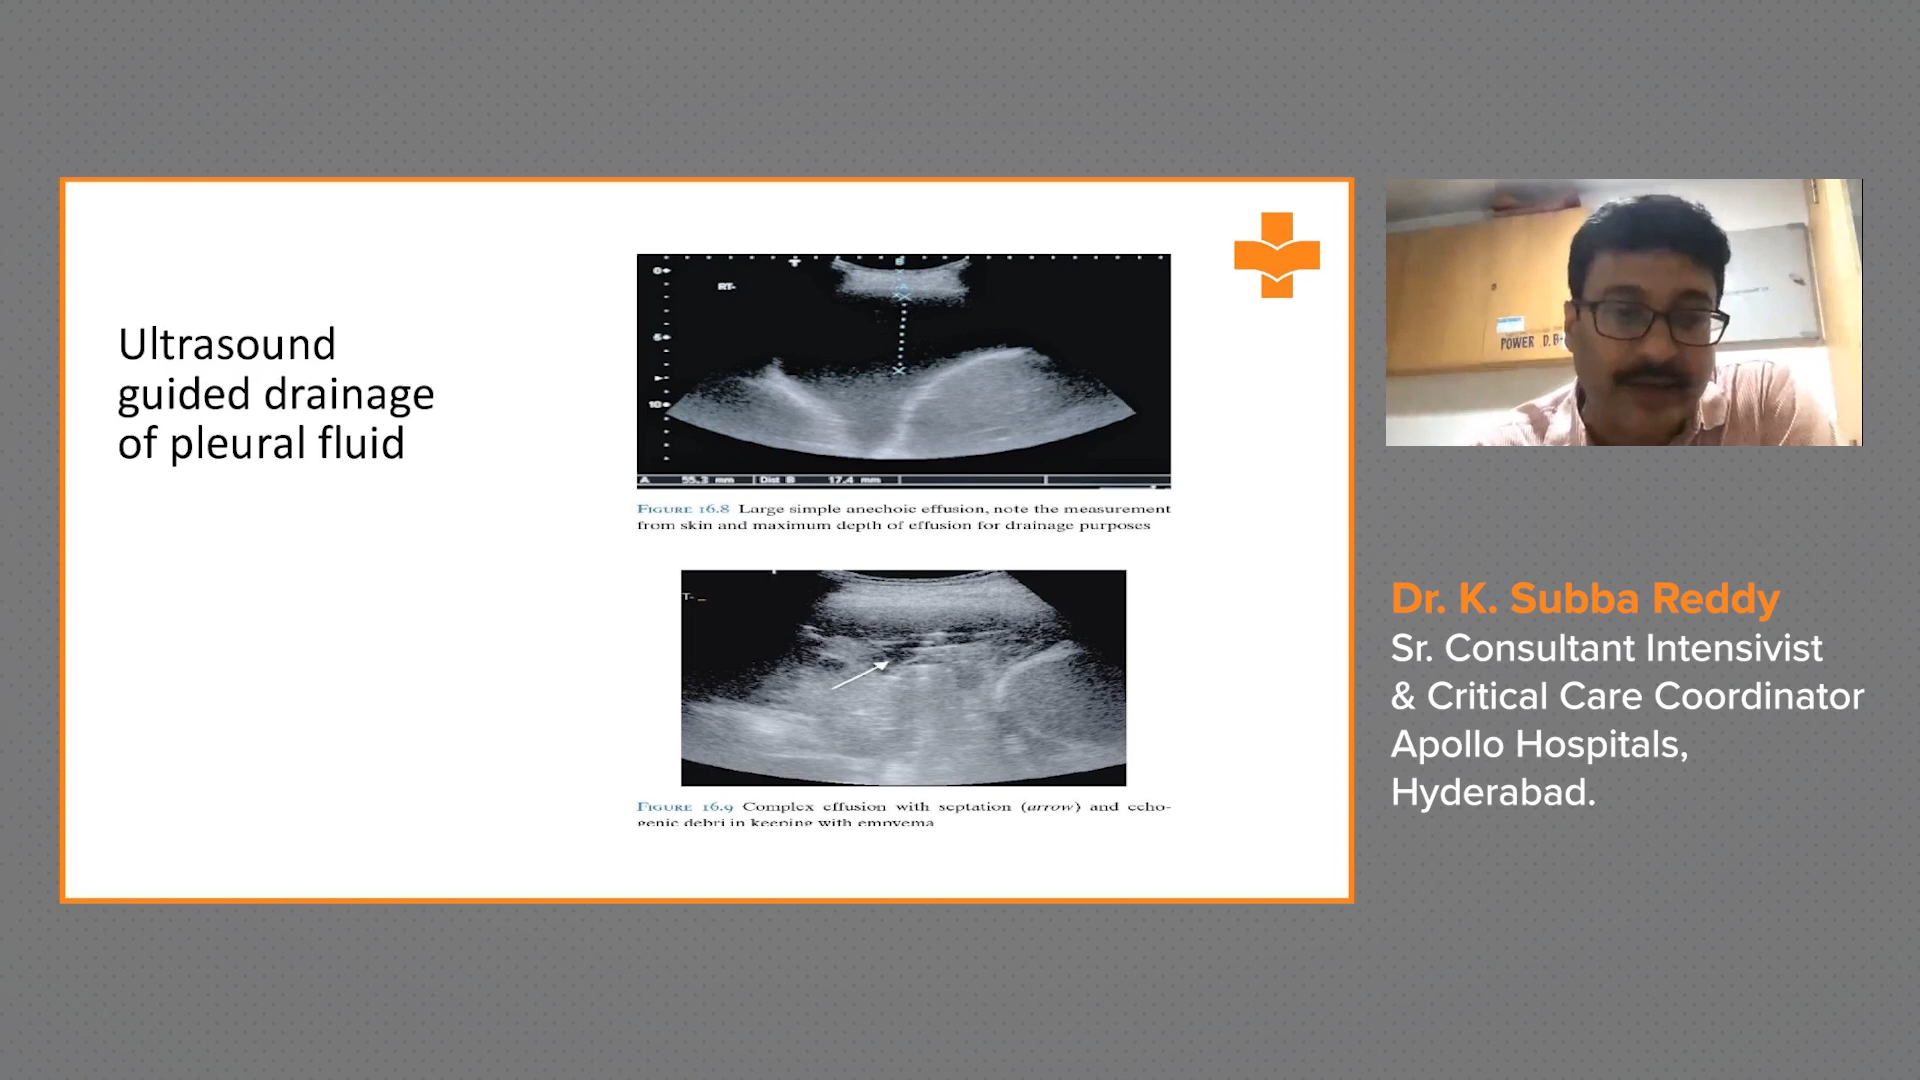 Ultrasound
guided drainage
of pleural fluid
B
A
0
RT-
5
10
A 55.3 mm Dist B 17.4 mm
FIGURE 16.8 Large simple anechoic effusion, note the measurement
from skin and maximum depth of effusion for drainage purposes
T-_
FIGURE 16.9 Complex effusion with septation (arrow) and echo-
genic debri in keeping with empyema
POWER D.B-
Dr. K. Subba Reddy
Sr. Consultant Intensivist
& Critical Care Coordinator
Apollo Hospitals,
Hyderabad.